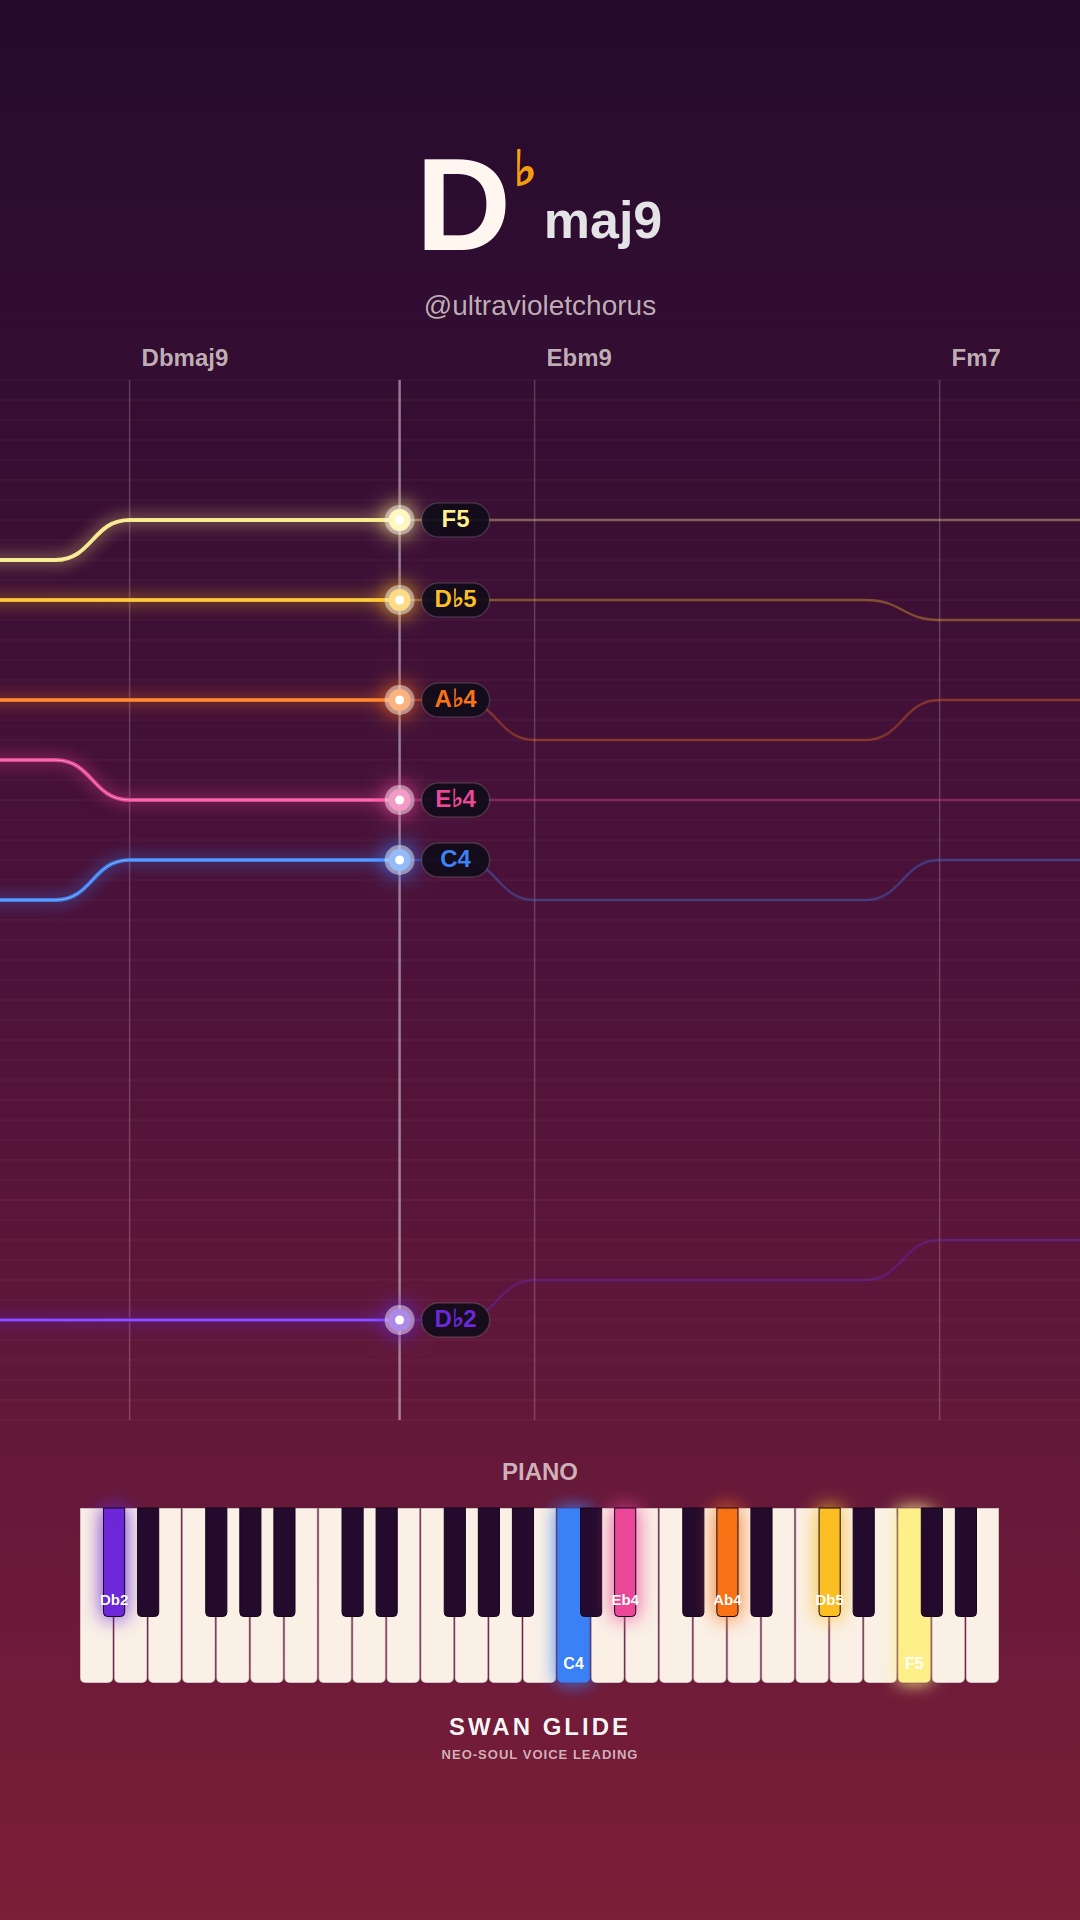 D♭maj9
@ultravioletchorus
Dbmaj9 Ebm9 Fm7
F5
D♭5
A♭4
E♭4
C4
D♭2
PIANO
Db2 Eb4 Ab4 Db5
C4 F5
SWAN GLIDE
NEO-SOUL VOICE LEADING